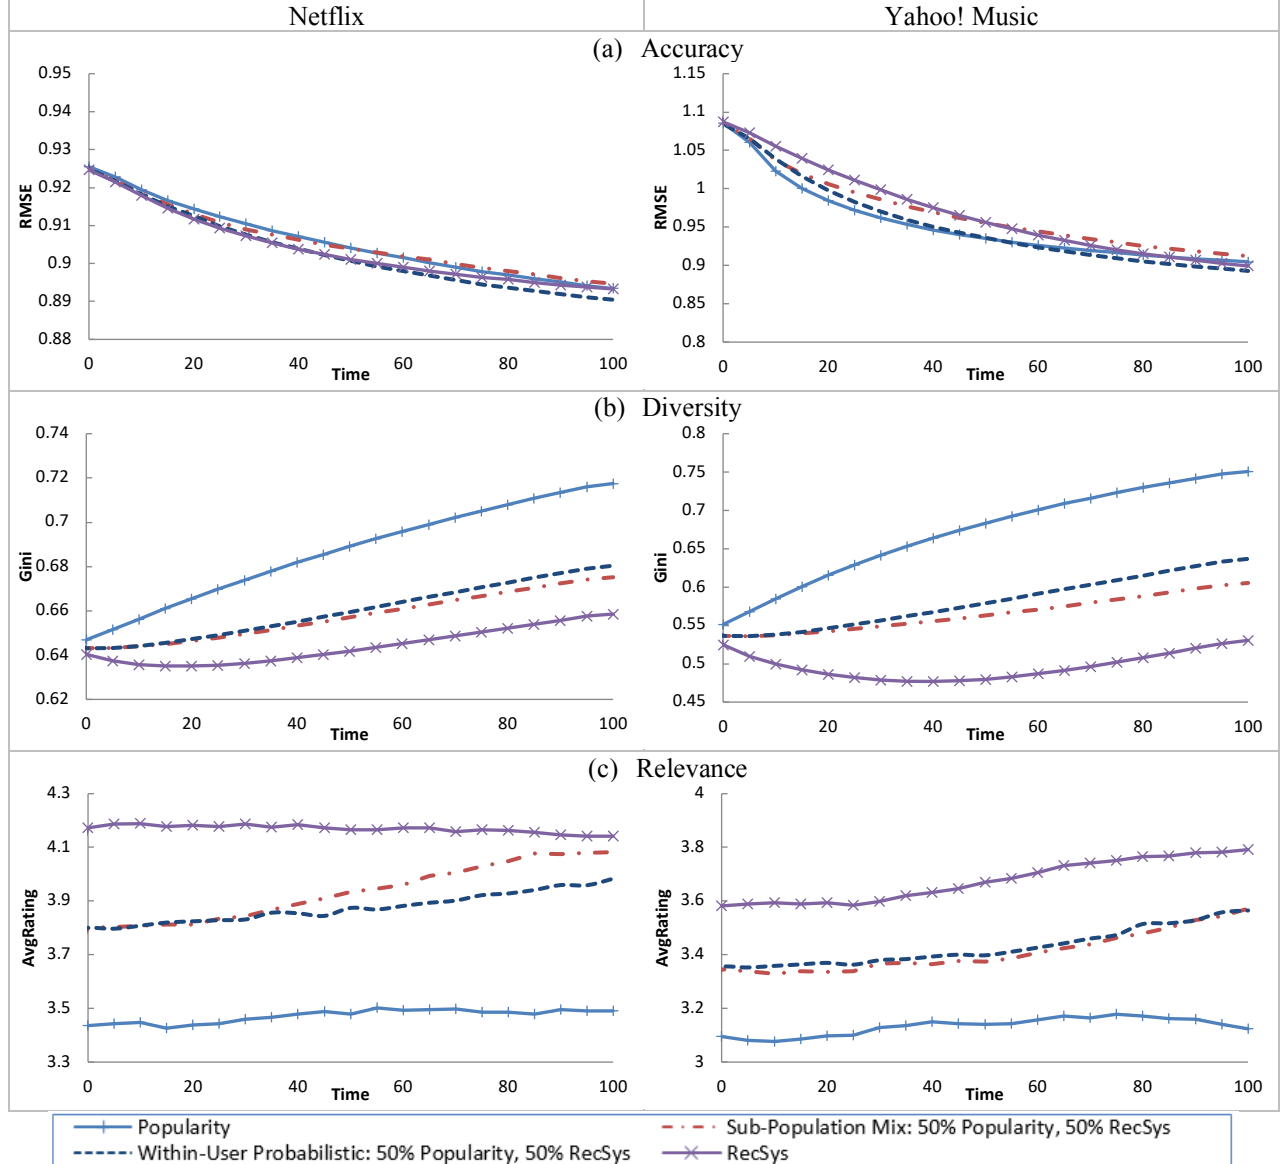 Netflix Yahoo! Music
(a) Accuracy
0.95
0.94
0.93
0.92
0.91
0.9
0.89
0.88
RMSE
0 20 40 60 80 100
Time
1.15
1.1
1.05
1
0.95
0.9
0.85
0.8
RMSE
0 20 40 60 80 100
Time
(b) Diversity
0.74
0.72
0.7
0.68
0.66
0.64
0.62
Gini
0 20 40 60 80 100
Time
0.8
0.75
0.7
0.65
0.6
0.55
0.5
0.45
Gini
0 20 40 60 80 100
Time
(c) Relevance
4.3
4.1
3.9
3.7
3.5
3.3
AvgRating
0 20 40 60 80 100
Time
4
3.8
3.6
3.4
3.2
3
AvgRating
0 20 40 60 80 100
Time
Popularity Sub-Population Mix: 50% Popularity, 50% RecSys
Within-User Probabilistic: 50% Popularity, 50% RecSys RecSys